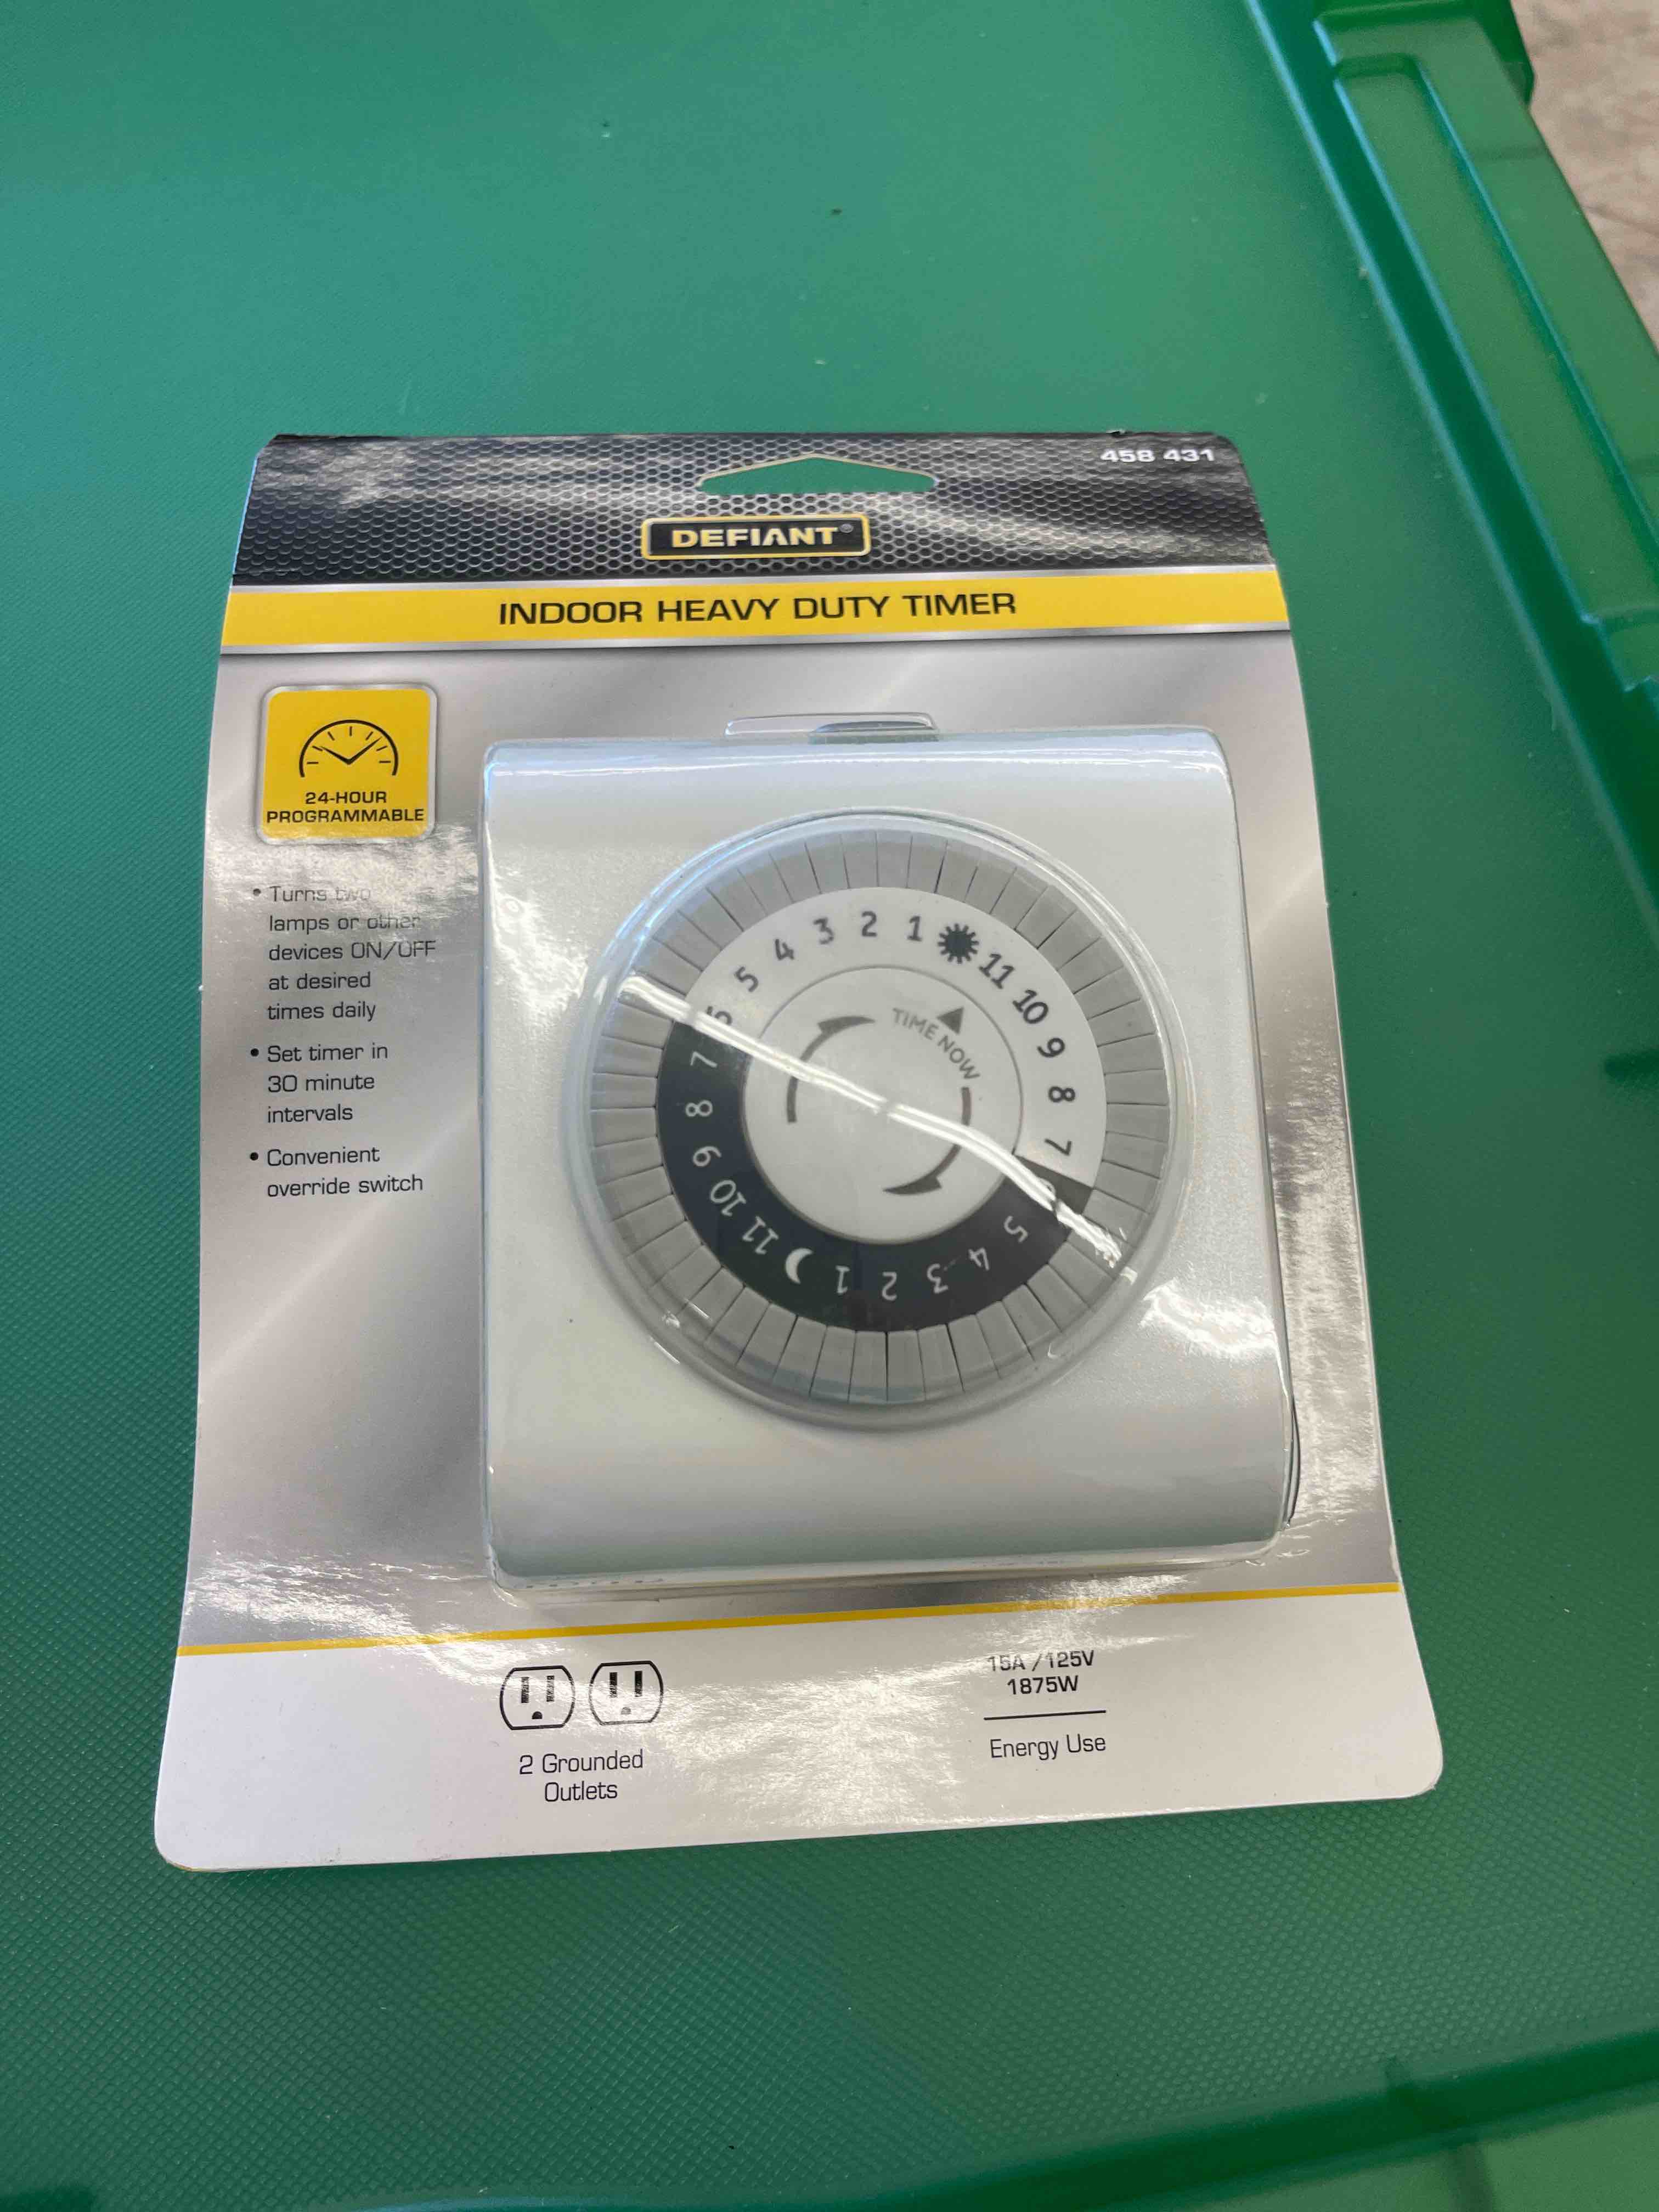 458 431
DEFIANT®
INDOOR HEAVY DUTY TIMER
24-HOUR
PROGRAMMABLE
• Turns two
lamps or other
devices ON/OFF
at desired
times daily
• Set timer in
30 minute
intervals
• Convenient
override switch
1 2 3 4 5 6 7 8 9 10 11
1 2 3 4 5 7 8 9 10 11
TIME NOW
2 Grounded
Outlets
15A /125V
1875W
Energy Use